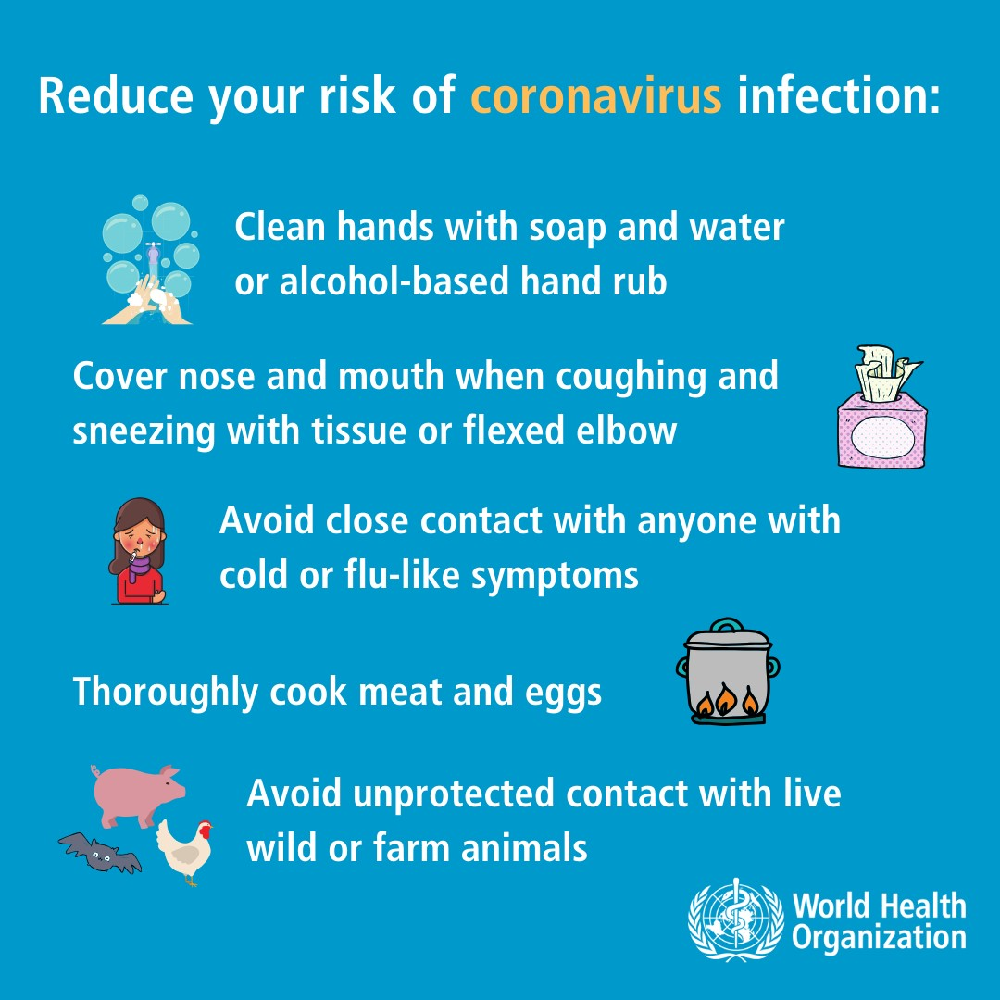 Reduce your risk of coronavirus infection:
Clean hands with soap and water
or alcohol-based hand rub
Cover nose and mouth when coughing and
sneezing with tissue or flexed elbow
Avoid close contact with anyone with
cold or flu-like symptoms
Thoroughly cook meat and eggs
Avoid unprotected contact with live
wild or farm animals
World Health
Organization